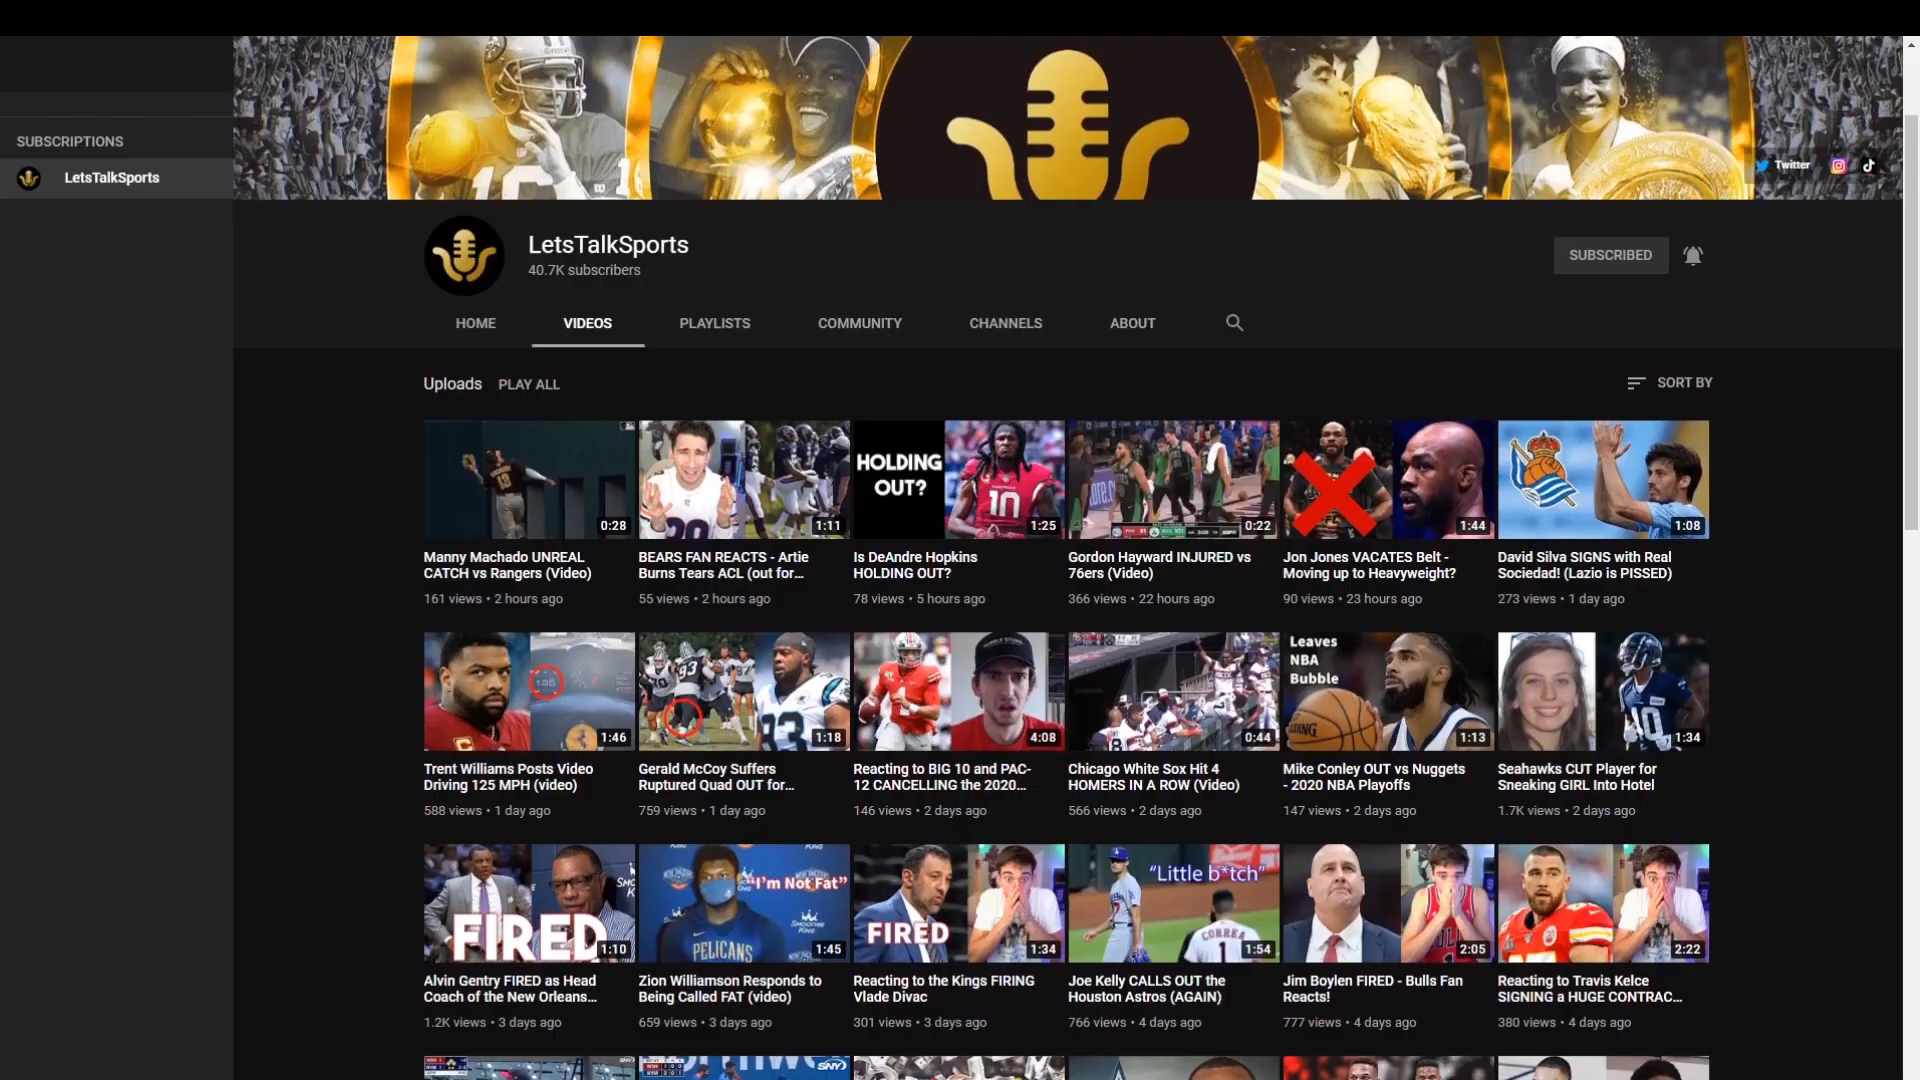 Twitter
SUBSCRIPTIONS
LetsTalkSports
LetsTalkSports
40.7K subscribers
SUBSCRIBED
HOME VIDEOS PLAYLISTS COMMUNITY CHANNELS ABOUT
Uploads PLAY ALL SORT BY
HOLDING
OUT?
10
0:28 1:11 1:25 0:22 1:44 1:08
Manny Machado UNREAL
CATCH vs Rangers (Video)
161 views • 2 hours ago
BEARS FAN REACTS - Artie
Burns Tears ACL (out for...
55 views • 2 hours ago
Is DeAndre Hopkins
HOLDING OUT?
78 views • 5 hours ago
Gordon Hayward INJURED vs
76ers (Video)
366 views • 22 hours ago
Jon Jones VACATES Belt -
Moving up to Heavyweight?
90 views • 23 hours ago
David Silva SIGNS with Real
Sociedad! (Lazio is PISSED)
273 views • 1 day ago
125
93
Leaves
NBA
Bubble
40
1:46 1:18 4:08 0:44 1:13 1:34
Trent Williams Posts Video
Driving 125 MPH (video)
588 views • 1 day ago
Gerald McCoy Suffers
Ruptured Quad OUT for...
759 views • 1 day ago
Reacting to BIG 10 and PAC-
12 CANCELLING the 2020...
146 views • 2 days ago
Chicago White Sox Hit 4
HOMERS IN A ROW (Video)
566 views • 2 days ago
Mike Conley OUT vs Nuggets
- 2020 NBA Playoffs
147 views • 2 days ago
Seahawks CUT Player for
Sneaking GIRL Into Hotel
1.7K views • 2 days ago
FIRED
"I'm Not Fat"
SMOOTHIE
KING
PELICANS
FIRED
"Little b*tch"
CORREA
1
1:10 1:45 1:34 1:54 2:05 2:22
Alvin Gentry FIRED as Head
Coach of the New Orleans...
1.2K views • 3 days ago
Zion Williamson Responds to
Being Called FAT (video)
659 views • 3 days ago
Reacting to the Kings FIRING
Vlade Divac
301 views • 3 days ago
Joe Kelly CALLS OUT the
Houston Astros (AGAIN)
766 views • 4 days ago
Jim Boylen FIRED - Bulls Fan
Reacts!
777 views • 4 days ago
Reacting to Travis Kelce
SIGNING a HUGE CONTRAC...
380 views • 4 days ago
SNY